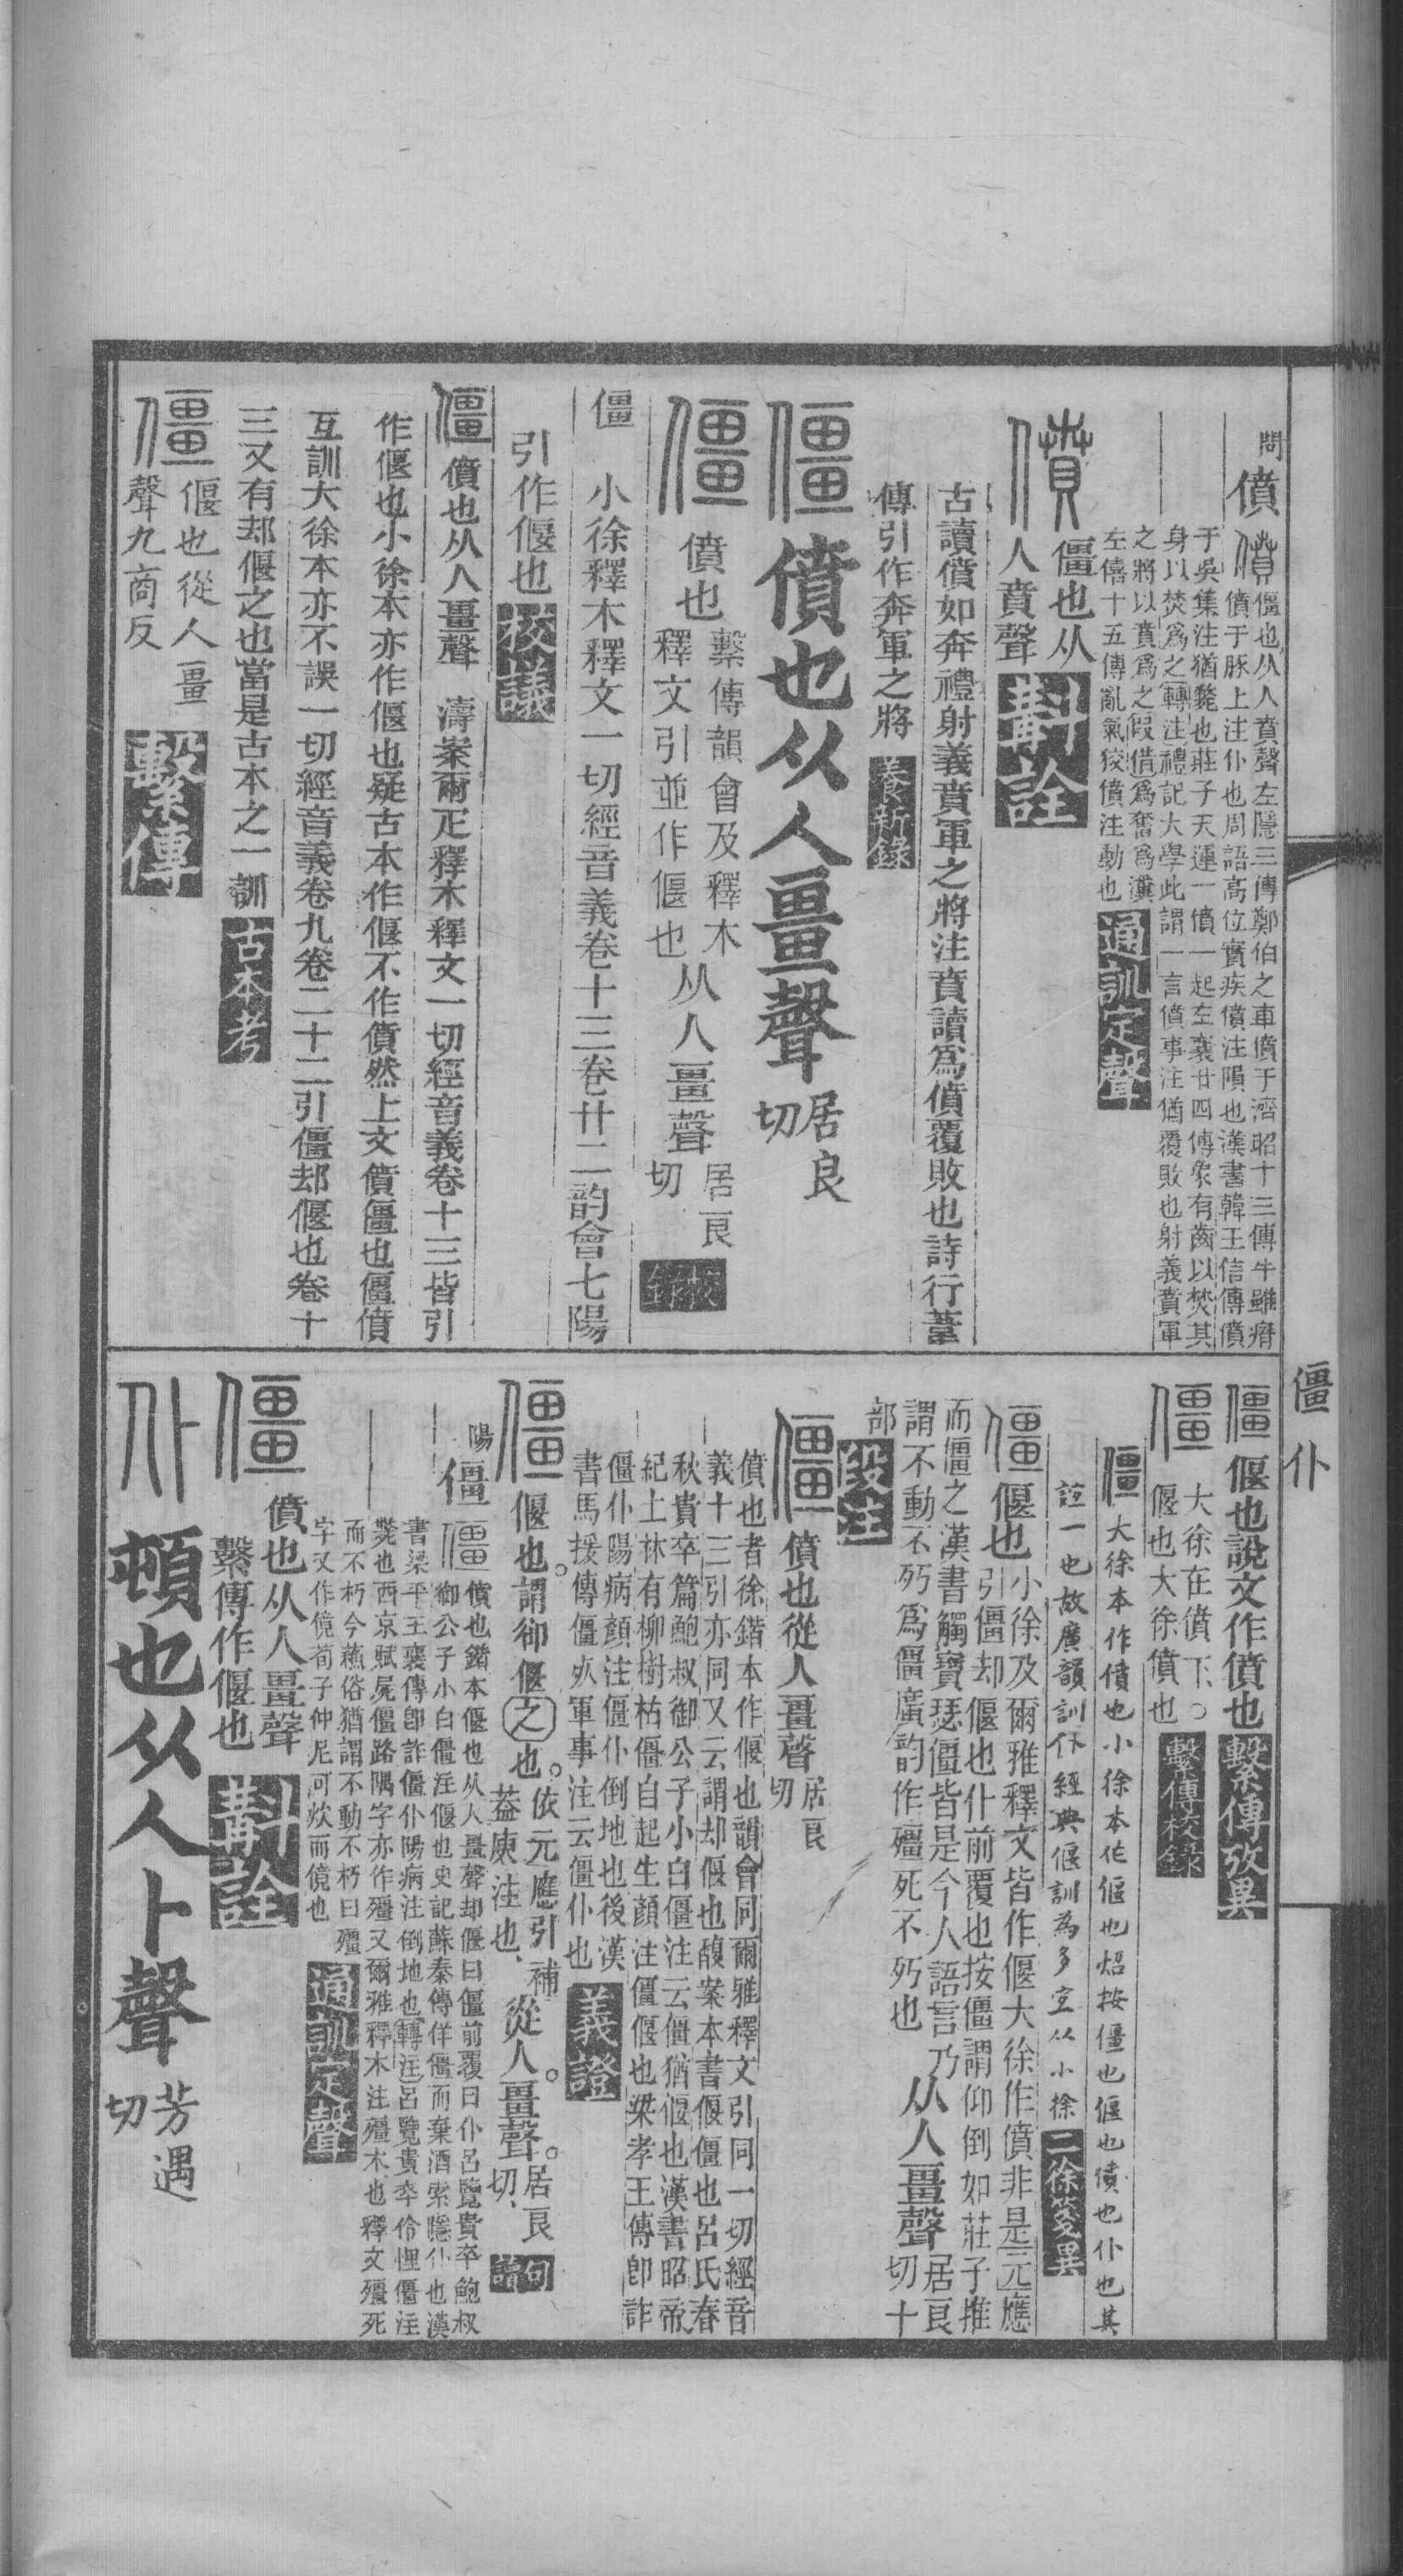 僵仆
問
僨
僨 僵也从人賁聲左隱三傳鄭伯之車僨于濟昭十三傳牛雖瘠
僨于豚上注仆也周語高位寔疾僨注隕也漢書韓王信傳僨
于吳集注猶斃也莊子天運一僨一起左襄廿四傳象有齒以焚其
身以焚爲之轉注禮記大學此謂一言僨事注猶覆敗也射義賁軍
之將以賁爲之假借爲奮爲瀵
左僖十五傳亂氣狡僨注動也
通訓定聲
僨
僵也从
人賁聲
斠詮
古讀僨如奔禮射義賁軍之將注賁讀爲僨覆敗也詩行葦
傳引作奔軍之將
養新錄
僵
僨也从人畺聲
居良
切
僵
僨也
繫傳韻會及釋木
釋文引並作偃也
从人畺聲
居良
切
校錄
僵 小徐釋木釋文一切經音義卷十三卷廿二韵會七陽
引作偃也
校議
僵
僨也从人畺聲 濤案爾疋釋木釋文一切經音義卷十三皆引
作偃也小徐本亦作偃也疑古本作偃不作僨然上文僨僵也僵僨
互訓大徐本亦不誤一切經音義卷九卷二十二引僵却偃也卷十
三又有却偃之也當是古本之一訓
古本考
僵
偃也從人畺
聲九商反
繫傳
僵
偃也說文作僨也
繫傳攷異
僵
大徐在僨下○
偃也大徐僨也
繫傳校錄
僵
大徐本作僨也小徐本作偃也炤按僵也偃也僨也仆也其
誼一也故廣韻訓仆經典偃訓為多宜从小徐
二徐箋異
僵
偃也
小徐及爾雅釋文皆作偃大徐作僨非是元應
引僵却偃也仆前覆也按僵謂仰倒如莊子推
而僵之漢書觸寶瑟僵皆是今人語言乃
謂不動不朽爲僵廣韵作殭死不朽也
从人畺聲
居良
切十
部
段注
僵
僨也從人畺聲
居良
切
僨也者徐鍇本作偃也韻會同爾雅釋文引同一切經音
義十三引亦同又云謂却偃也馥案本書偃僵也呂氏春
秋貴卒篇鮑叔御公子小白僵注云僵猶偃也漢書昭帝
紀上林有柳樹枯僵自起生顏注僵偃也梁孝王傳卽詐
僵仆陽病顏注僵仆倒地也後漢
書馬援傳僵仆軍事注云僵仆也
義證
僵
偃也。謂卻偃之也。
依元應引補
葢庾注也、
從人。畺聲。
居良
切、
句讀
陽
僵
僵 僨也鍇本偃也从人畺聲却偃曰僵前覆曰仆呂覽貴卒鮑叔
御公子小白僵注偃也史記蘇秦傳佯僵而棄酒索隱仆也漢
書梁平王襄傳卽詐僵仆陽病注倒地也轉注呂覽貴卒伶悝僵注
斃也西京賦屍僵路隅字亦作殭又爾雅釋木注殭木也釋文殭死
而不朽今蘇俗猶謂不動不朽曰殭
字又作傹荀子仲尼可炊而傹也
通訓定聲
僵
僨也从人畺聲
繫傳作偃也
斠詮
仆
頓也从人卜聲
芳遇
切